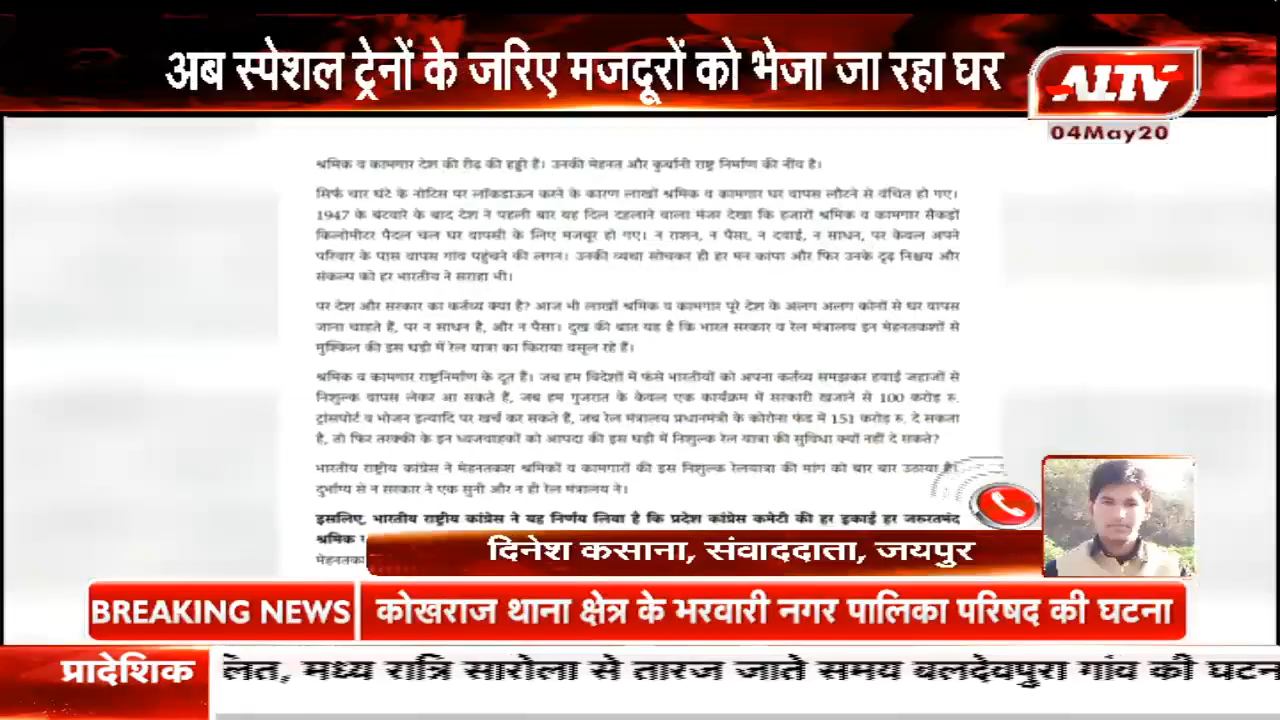 अब स्पेशल ट्रेनों के जरिए मजदूरों को भेजा जा रहा घर
ALTV
04May20
श्रमिक व कामगार देश की रीढ़ की हड्डी हैं। उनकी मेहनत और कुर्बानी राष्ट्र निर्माण की नींव है।
सिर्फ चार घंटे के नोटिस पर लॉकडाऊन करने के कारण लाखों श्रमिक व कामगार घर वापस लौटने से वंचित हो गए।
1947 के बंटवारे के बाद देश ने पहली बार यह दिल दहलाने वाला मंजर देखा कि हजारों श्रमिक व कामगार सैकड़ों
किलोमीटर पैदल चल घर वापसी के लिए मजबूर हो गए। न राशन, न पैसा, न दवाई, न साधन, पर केवल अपने
परिवार के पास वापस गांव पहुंचने की लगन। उनकी व्यथा सोचकर ही हर मन कांपा और फिर उनके दृढ़ निश्चय और
संकल्प को हर भारतीय ने सराहा भी।
पर देश और सरकार का कर्तव्य क्या है? आज भी लाखों श्रमिक व कामगार पूरे देश के अलग अलग कोनों से घर वापस
जाना चाहते हैं, पर न साधन है, और न पैसा। दुख की बात यह है कि भारत सरकार व रेल मंत्रालय इन मेहनतकशों से
मुश्किल की इस घड़ी में रेल यात्रा का किराया वसूल रहे हैं।
श्रमिक व कामगार राष्ट्रनिर्माण के दूत हैं। जब हम विदेशों में फंसे भारतीयों को अपना कर्तव्य समझकर हवाई जहाजों से
निशुल्क वापस लेकर आ सकते हैं, जब हम गुजरात के केवल एक कार्यक्रम में सरकारी खजाने से 100 करोड़ रु.
ट्रांसपोर्ट व भोजन इत्यादि पर खर्च कर सकते हैं, जब रेल मंत्रालय प्रधानमंत्री के कोरोना फंड में 151 करोड़ रु. दे सकता
है, तो फिर तरक्की के इन ध्वजवाहकों को आपदा की इस घड़ी में निशुल्क रेल यात्रा की सुविधा क्यों नहीं दे सकते?
भारतीय राष्ट्रीय कांग्रेस ने मेहनतकश श्रमिकों व कामगारों की इस निशुल्क रेलयात्रा की मांग को बार बार उठाया है।
दुर्भाग्य से न सरकार ने एक सुनी और न ही रेल मंत्रालय ने।
इसलिए, भारतीय राष्ट्रीय कांग्रेस ने यह निर्णय लिया है कि प्रदेश कांग्रेस कमेटी की हर इकाई हर जरुरतमंद
श्रमिक
दिनेश कसाना, संवाददाता, जयपुर
BREAKING NEWS कोखराज थाना क्षेत्र के भरवारी नगर पालिका परिषद की घटना
प्रादेशिक लेत, मध्य रात्रि सारोला से तारज जाते समय बलदेवपुरा गांव की घटन